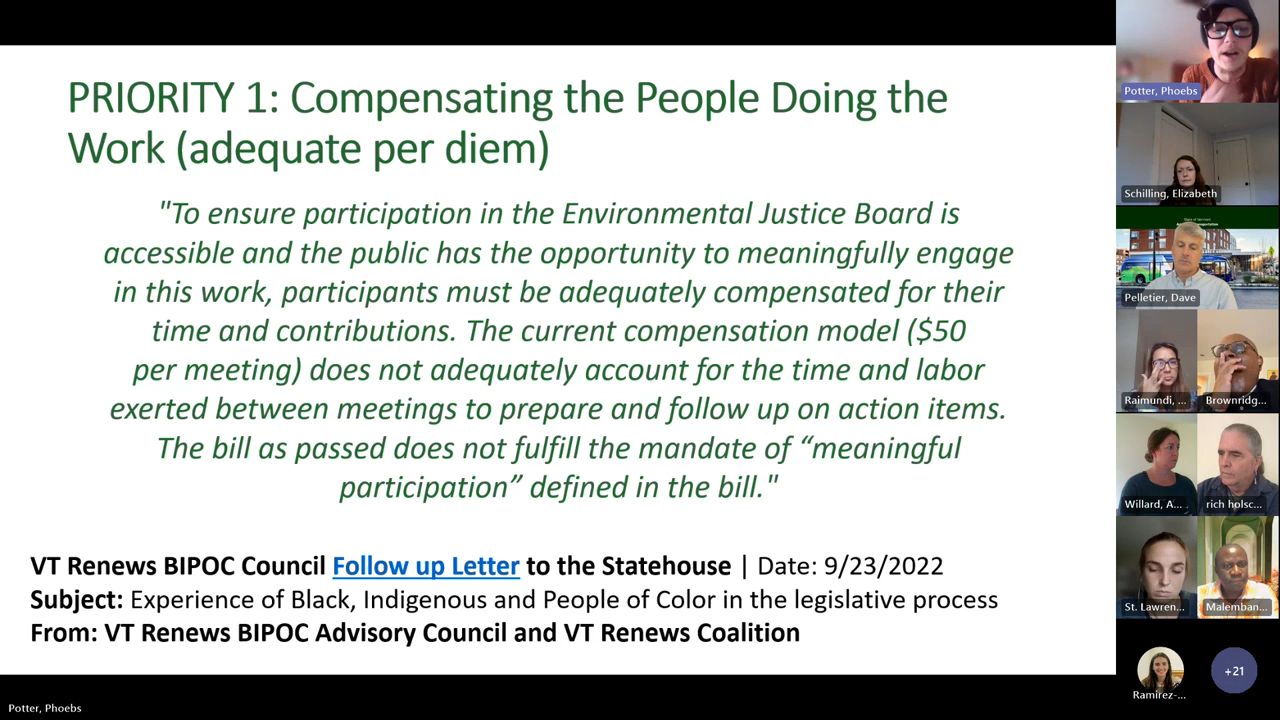 PRIORITY 1: Compensating the People Doing the
Work (adequate per diem)
"To ensure participation in the Environmental Justice Board is
accessible and the public has the opportunity to meaningfully engage
in this work, participants must be adequately compensated for their
time and contributions. The current compensation model ($50
per meeting) does not adequately account for the time and labor
exerted between meetings to prepare and follow up on action items.
The bill as passed does not fulfill the mandate of “meaningful
participation” defined in the bill."
VT Renews BIPOC Council Follow up Letter to the Statehouse | Date: 9/23/2022
Subject: Experience of Black, Indigenous and People of Color in the legislative process
From: VT Renews BIPOC Advisory Council and VT Renews Coalition
Potter, Phoebs
Potter, Phoebs
Schilling, Elizabeth
Pelletier, Dave
Raimundi, ...
Brownridg...
Willard, A...
rich holsc...
St. Lawren...
Malemban...
Ramirez-...
+21